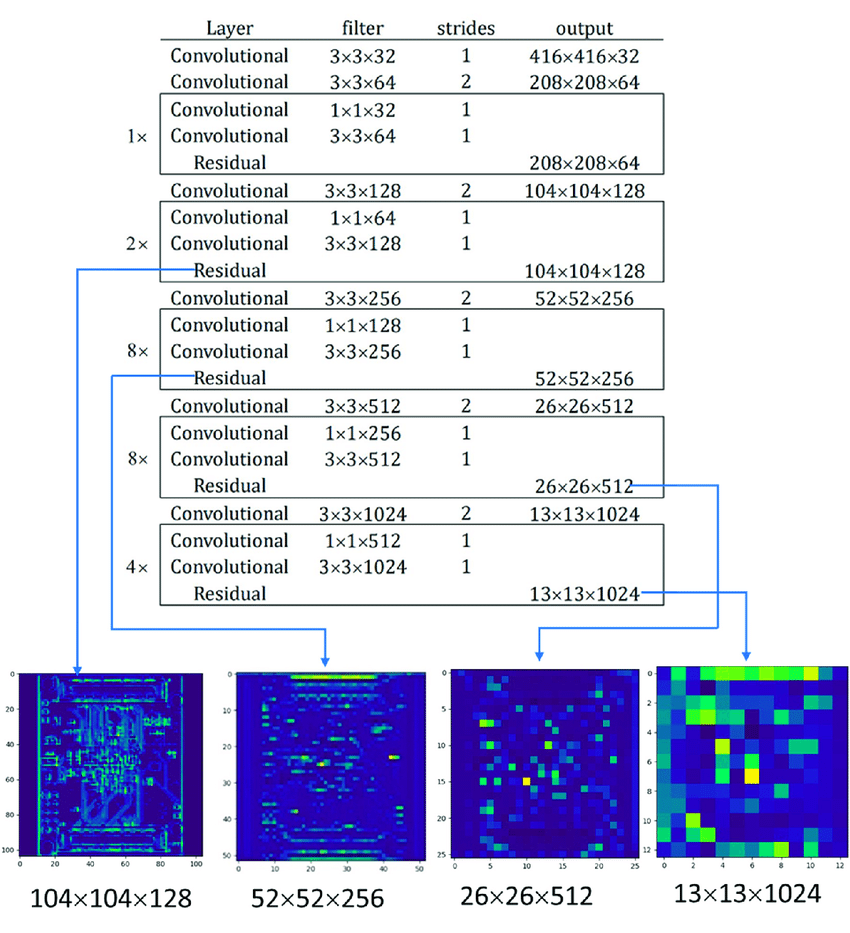 Layer filter strides output
Convolutional 3×3×32 1 416×416×32
Convolutional 3×3×64 2 208×208×64
Convolutional 1×1×32 1
1× Convolutional 3×3×64 1
Residual 208×208×64
Convolutional 3×3×128 2 104×104×128
Convolutional 1×1×64 1
2× Convolutional 3×3×128 1
Residual 104×104×128
Convolutional 3×3×256 2 52×52×256
Convolutional 1×1×128 1
8× Convolutional 3×3×256 1
Residual 52×52×256
Convolutional 3×3×512 2 26×26×512
Convolutional 1×1×256 1
8× Convolutional 3×3×512 1
Residual 26×26×512
Convolutional 3×3×1024 2 13×13×1024
Convolutional 1×1×512 1
4× Convolutional 3×3×1024 1
Residual 13×13×1024
0
20
40
60
80
100
0 20 40 60 80 100
0
10
20
30
40
50
0 10 20 30 40 50
0
5
10
15
20
25
0 5 10 15 20 25
0
2
4
6
8
10
12
0 2 4 6 8 10 12
104×104×128 52×52×256 26×26×512 13×13×1024